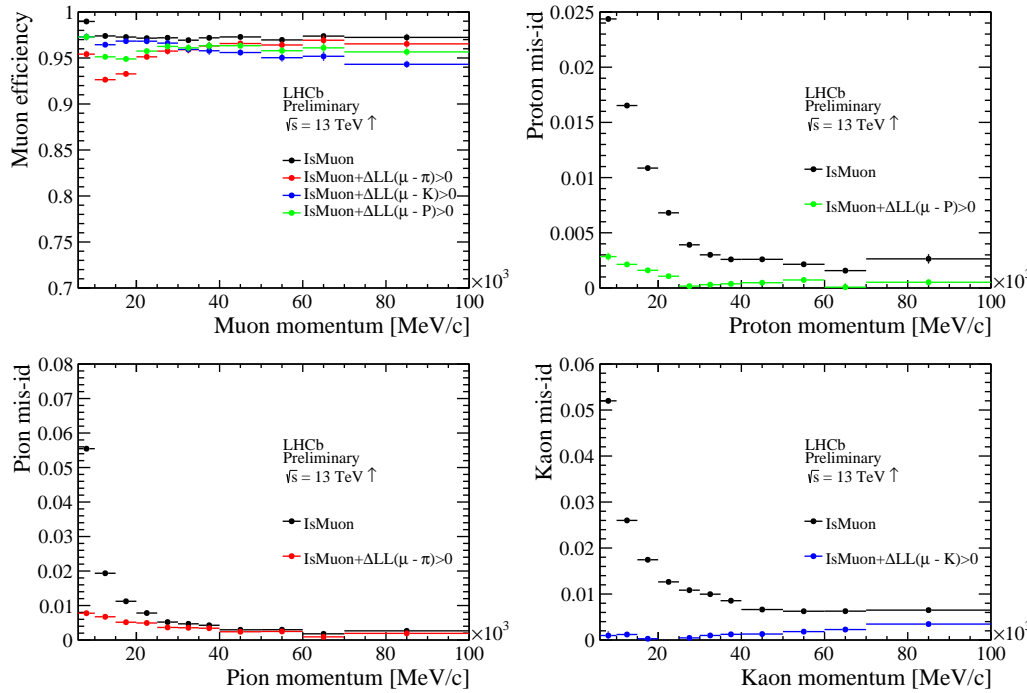 Muon efficiency
1
0.95
0.9
0.85
0.8
0.75
0.7
LHCb
Preliminary
√s = 13 TeV ↑
IsMuon
IsMuon+ΔLL(μ - π)>0
IsMuon+ΔLL(μ - K)>0
IsMuon+ΔLL(μ - P)>0
20 40 60 80 100
×10³
Muon momentum [MeV/c]
Proton mis-id
0.025
0.02
0.015
0.01
0.005
0
LHCb
Preliminary
√s = 13 TeV ↑
IsMuon
IsMuon+ΔLL(μ - P)>0
20 40 60 80 100
×10³
Proton momentum [MeV/c]
Pion mis-id
0.08
0.07
0.06
0.05
0.04
0.03
0.02
0.01
0
LHCb
Preliminary
√s = 13 TeV ↑
IsMuon
IsMuon+ΔLL(μ - π)>0
20 40 60 80 100
×10³
Pion momentum [MeV/c]
Kaon mis-id
0.06
0.05
0.04
0.03
0.02
0.01
0
LHCb
Preliminary
√s = 13 TeV ↑
IsMuon
IsMuon+ΔLL(μ - K)>0
20 40 60 80 100
×10³
Kaon momentum [MeV/c]